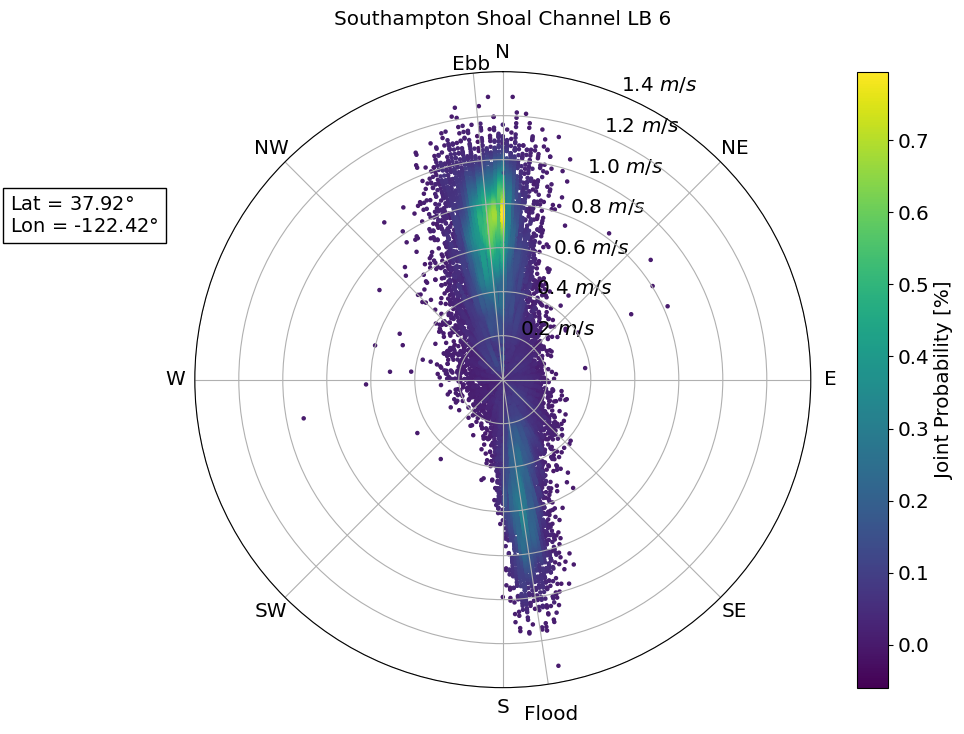 Southampton Shoal Channel LB 6
N
Ebb
1.4 m/s
1.2 m/s
NW
NE
1.0 m/s
0.8 m/s
0.6 m/s
0.4 m/s
0.2 m/s
Lat = 37.92°
Lon = -122.42°
W
E
SW
SE
S
Flood
0.7
0.6
0.5
0.4
0.3
0.2
0.1
0.0
Joint Probability [%]